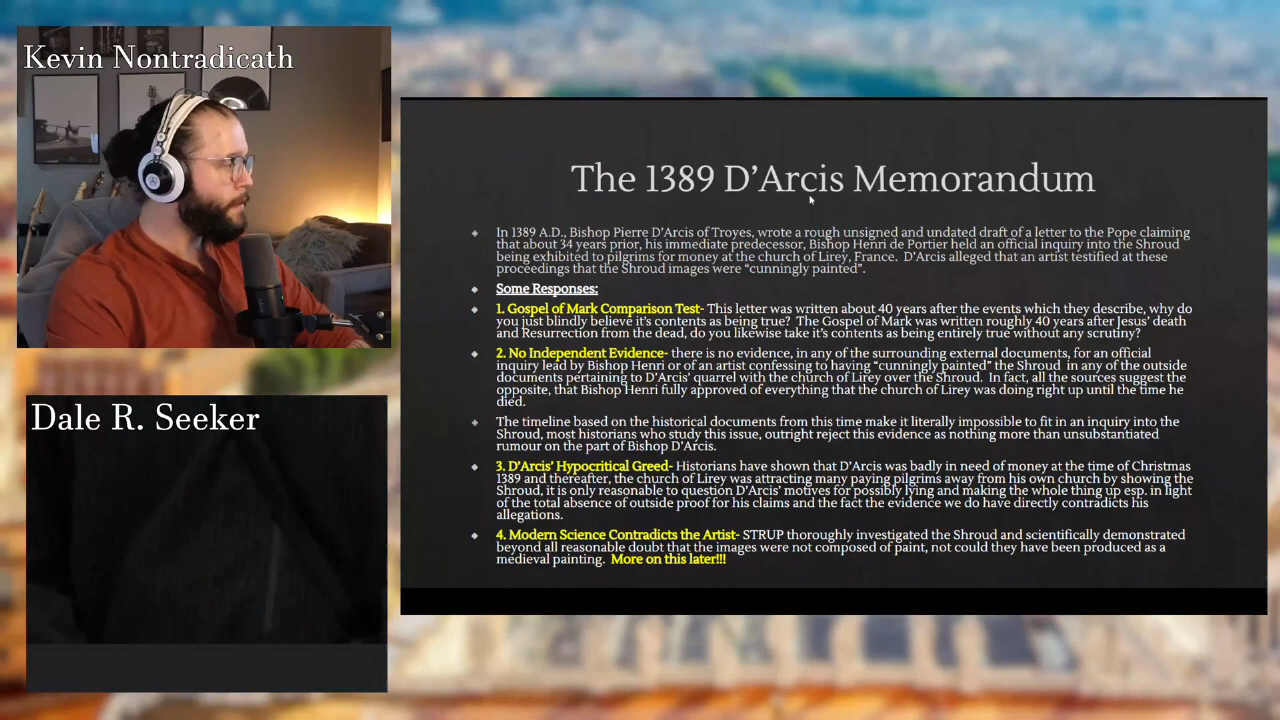 Kevin Nontradicath
Dale R. Seeker
The 1389 D'Arcis Memorandum
In 1389 A.D., Bishop Pierre D'Arcis of Troyes, wrote a rough unsigned and undated draft of a letter to the Pope claiming
that about 34 years prior, his immediate predecessor, Bishop Henri de Portier held an official inquiry into the Shroud
being exhibited to pilgrims for money at the church of Lirey, France. D'Arcis alleged that an artist testified at these
proceedings that the Shroud images were "cunningly painted".
Some Responses:
1. Gospel of Mark Comparison Test- This letter was written about 40 years after the events which they describe, why do
you just blindly believe it's contents as being true? The Gospel of Mark was written roughly 40 years after Jesus' death
and Resurrection from the dead, do you likewise take it's contents as being entirely true without any scrutiny?
2. No Independent Evidence- there is no evidence, in any of the surrounding external documents, for an official
inquiry lead by Bishop Henri or of an artist confessing to having "cunningly painted" the Shroud in any of the outside
documents pertaining to D'Arcis' quarrel with the church of Lirey over the Shroud. In fact, all the sources suggest the
opposite, that Bishop Henri fully approved of everything that the church of Lirey was doing right up until the time he
died.
The timeline based on the historical documents from this time make it literally impossible to fit in an inquiry into the
Shroud, most historians who study this issue, outright reject this evidence as nothing more than unsubstantiated
rumour on the part of Bishop D'Arcis.
3. D'Arcis' Hypocritical Greed- Historians have shown that D'Arcis was badly in need of money at the time of Christmas
1389 and thereafter, the church of Lirey was attracting many paying pilgrims away from his own church by showing the
Shroud, it is only reasonable to question D'Arcis' motives for possibly lying and making the whole thing up esp. in light
of the total absence of outside proof for his claims and the fact the evidence we do have directly contradicts his
allegations.
4. Modern Science Contradicts the Artist- STRUP thoroughly investigated the Shroud and scientifically demonstrated
beyond all reasonable doubt that the images were not composed of paint, not could they have been produced as a
medieval painting. More on this later!!!